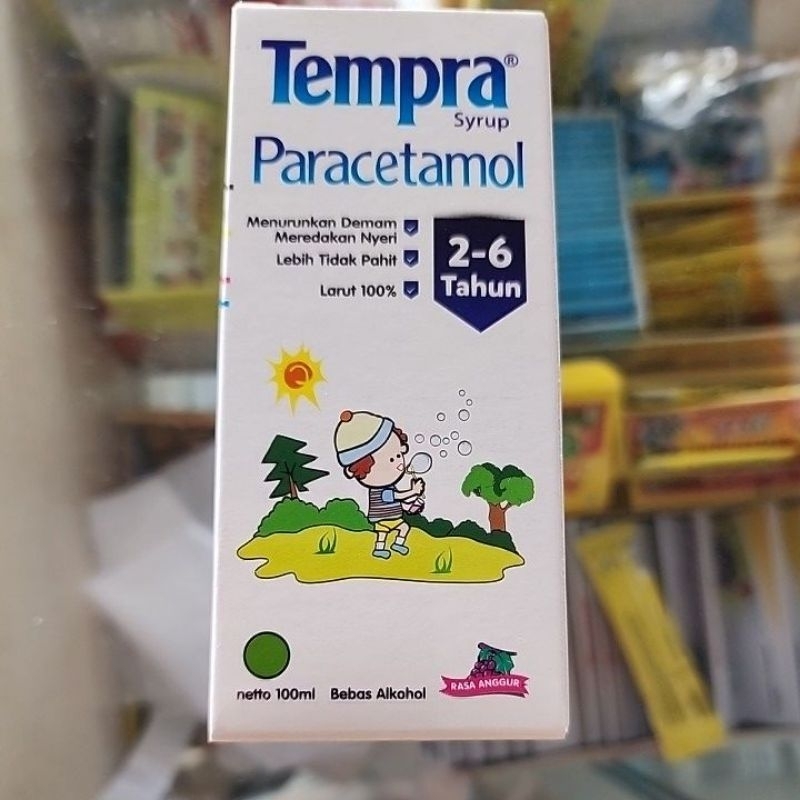 Tempra®
Syrup
Paracetamol
Menurunkan Demam
Meredakan Nyeri
Lebih Tidak Pahit
Larut 100%
2-6
Tahun
netto 100ml Bebas Alkohol
RASA ANGGUR